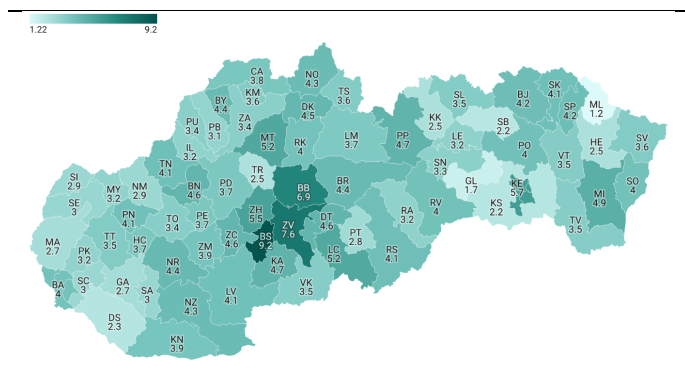 1.22 9.2
CA
3.8
NO
4.3
KM
3.6
TS
3.6
BY
4.4
DK
4.5
SL
3.5
BJ
4.2
SK
4.1
SP
4.2
ML
1.2
PU
3.4
PB
3.1
ZA
3.4
MT
5.2
RK
4
LM
3.7
PP
4.7
KK
2.5
SB
2.2
LE
3.2
PO
4
HE
2.5
SV
3.6
IL
3.2
TN
4.1
TR
2.5
SN
3.3
VT
3.5
SI
2.9
MY
3.2
NM
2.9
BN
4.6
PD
3.7
BB
6.9
BR
4.4
GL
1.7
KE
5.7
SO
4
MI
4.9
SE
3
PN
4.1
TO
3.4
PE
3.7
ZH
5.5
ZV
7.6
DT
4.6
RA
3.2
RV
4
KS
2.2
TV
3.5
MA
2.7
PK
3.2
TT
3.5
HC
3.7
ZM
3.9
ZC
4.6
BS
9.2
PT
2.8
LC
5.2
RS
4.1
KA
4.7
NR
4.4
BA
4
SC
3
GA
2.7
SA
3
LV
4.1
VK
3.5
NZ
4.3
DS
2.3
KN
3.9